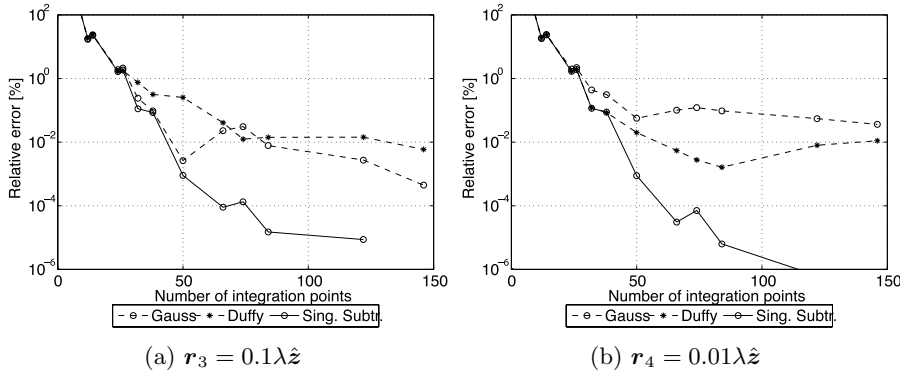 10^2
10^0
10^-2
10^-4
10^-6
Relative error [%]
0 50 100 150
Number of integration points
Gauss Duffy Sing. Subtr.
(a) r_3 = 0.1λẑ
10^2
10^0
10^-2
10^-4
10^-6
Relative error [%]
0 50 100 150
Number of integration points
Gauss Duffy Sing. Subtr.
(b) r_4 = 0.01λẑ